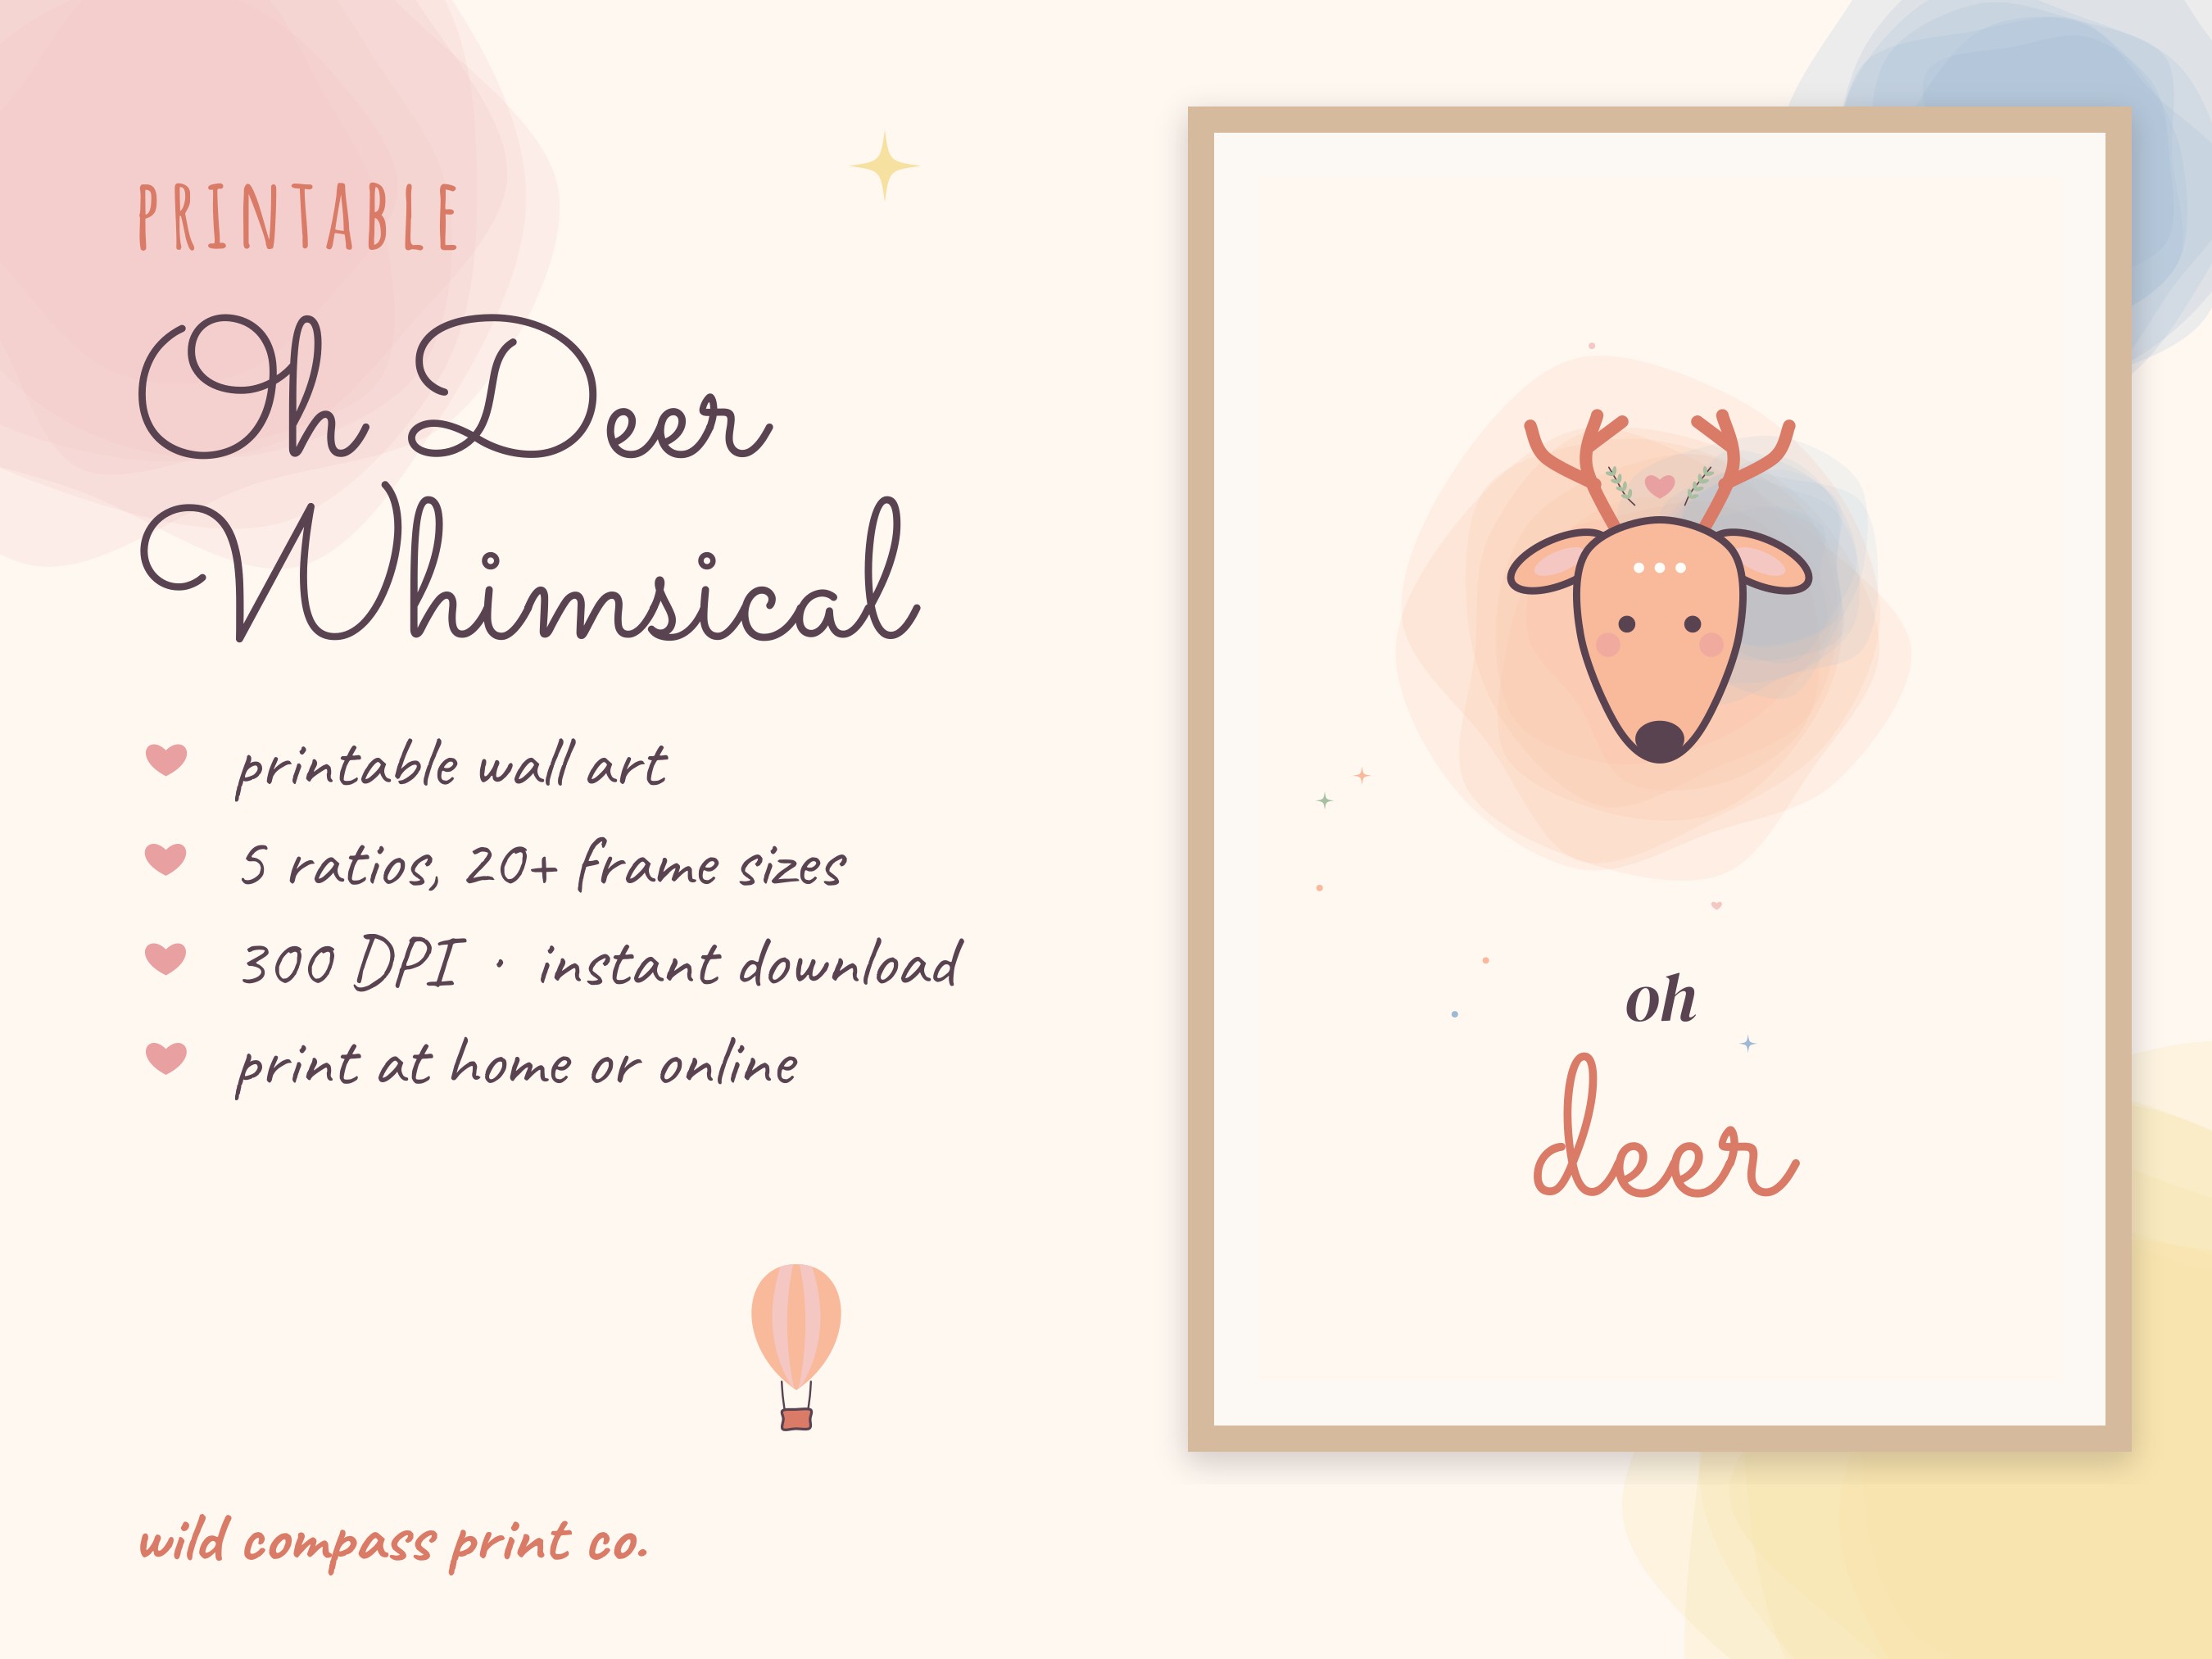 PRINTABLE
Oh Deer
Whimsical
printable wall art
5 ratios, 20+ frame sizes
300 DPI · instant download
print at home or online
wild compass print co.
oh
deer